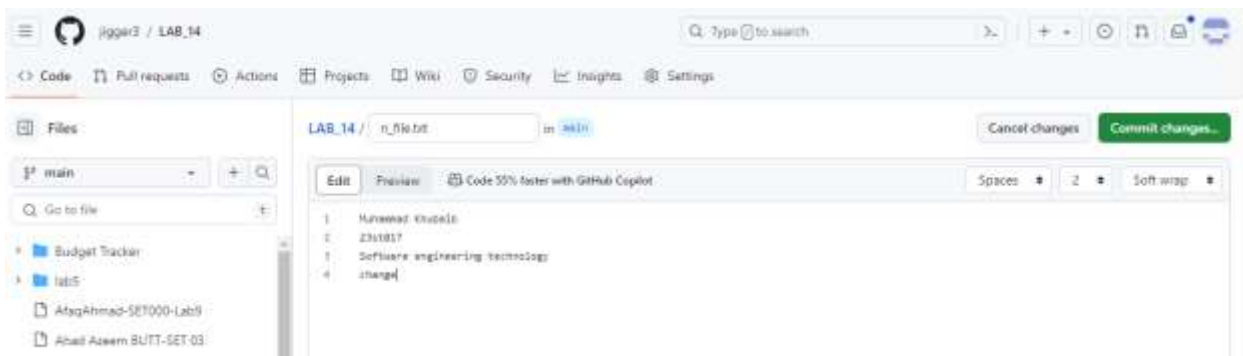 jigger3 / LAB_14
Type / to search
<> Code Pull requests Actions Projects Wiki Security Insights Settings
Files
LAB_14 / n_file.txt in main
Cancel changes Commit changes...
main
Edit Preview Code 55% faster with GitHub Copilot
Spaces 2 Soft wrap
Go to file t
1 Muhammad
2
3 Software engineering technology
4 change
Budget Tracker
lab5
AfaqAhmad-SET000-Lab9
Ahad Azeem BUTT-SET 03